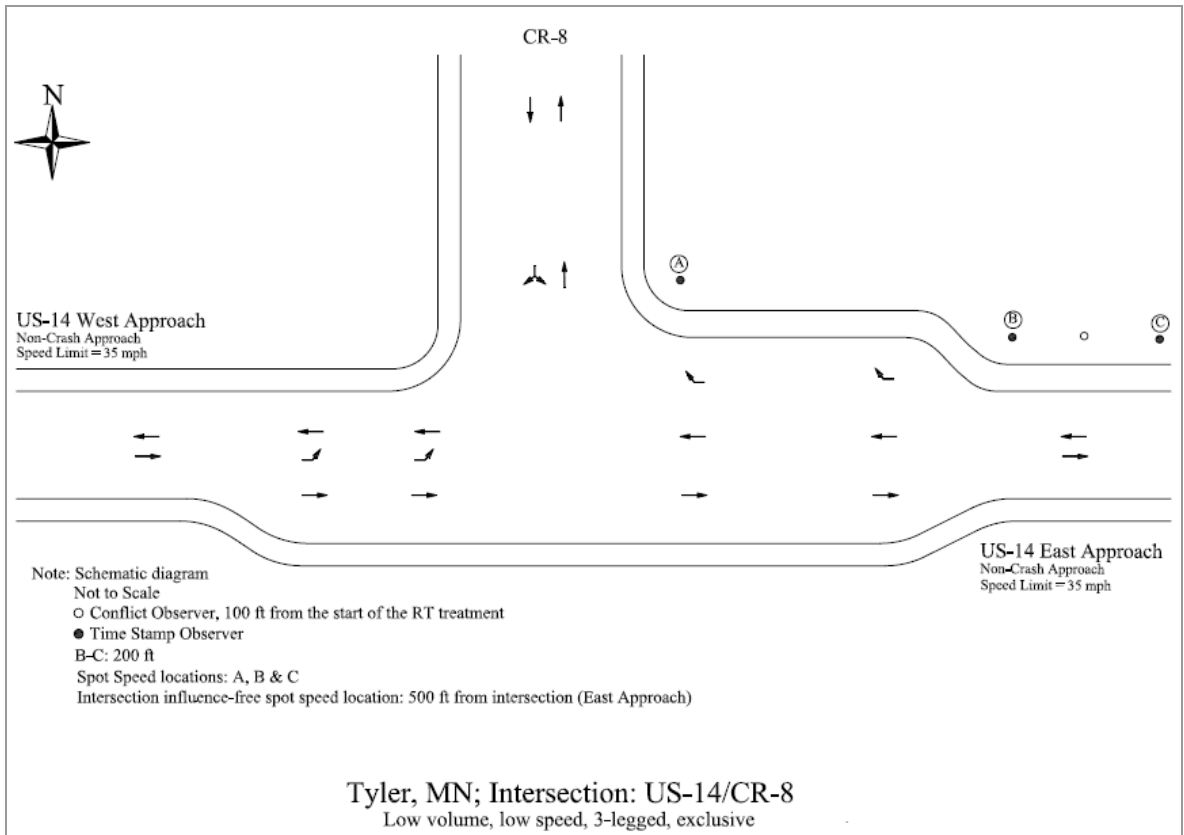 CR-8
N
A
B
C
US-14 West Approach
Non-Crash Approach
Speed Limit = 35 mph
US-14 East Approach
Non-Crash Approach
Speed Limit = 35 mph
Note: Schematic diagram
Not to Scale
Conflict Observer, 100 ft from the start of the RT treatment
Time Stamp Observer
B-C: 200 ft
Spot Speed locations: A, B & C
Intersection influence-free spot speed location: 500 ft from intersection (East Approach)
Tyler, MN; Intersection: US-14/CR-8
Low volume, low speed, 3-legged, exclusive